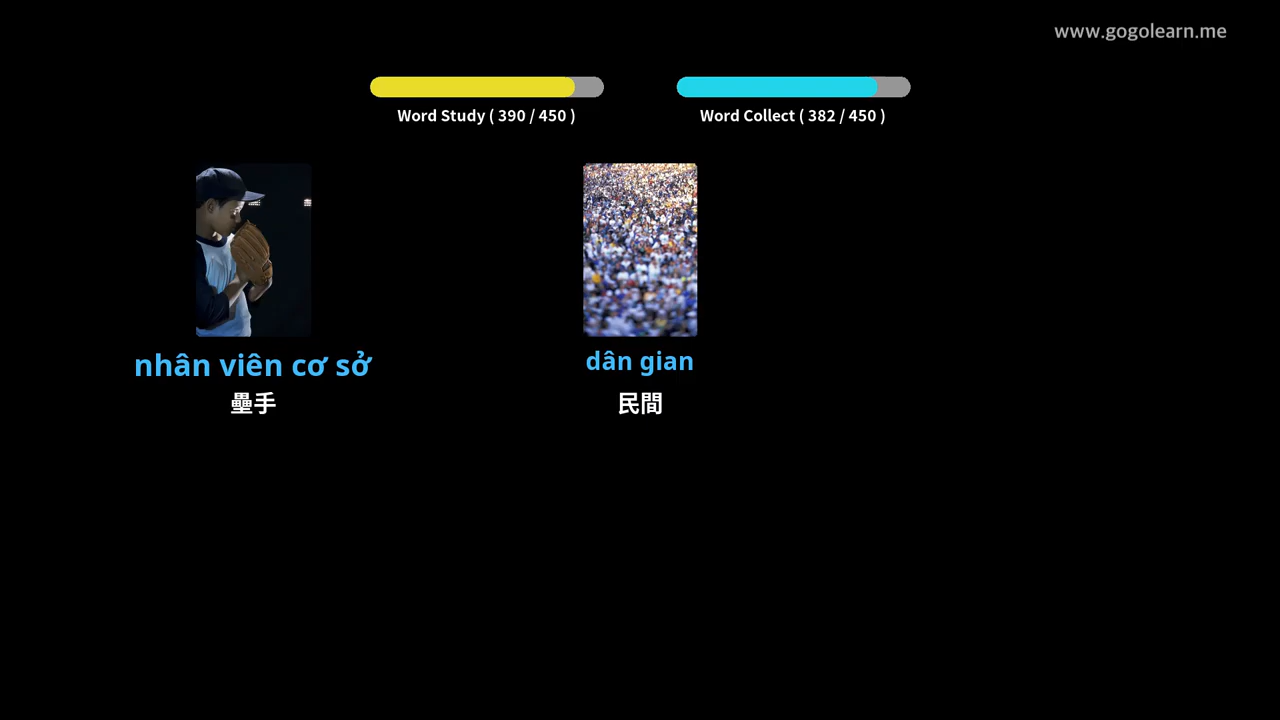 www.gogolearn.me
Word Study ( 390 / 450 )
Word Collect ( 382 / 450 )
nhân viên cơ sở
壘手
dân gian
民間